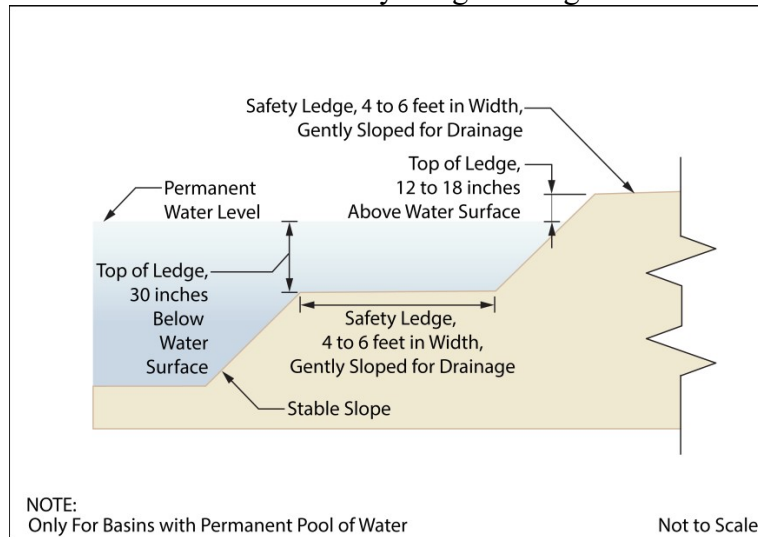 Safety Ledge, 4 to 6 feet in Width,
Gently Sloped for Drainage
Top of Ledge,
12 to 18 inches
Above Water Surface
Permanent
Water Level
Top of Ledge,
30 inches
Below
Water
Surface
Safety Ledge,
4 to 6 feet in Width,
Gently Sloped for Drainage
Stable Slope
NOTE:
Only For Basins with Permanent Pool of Water
Not to Scale